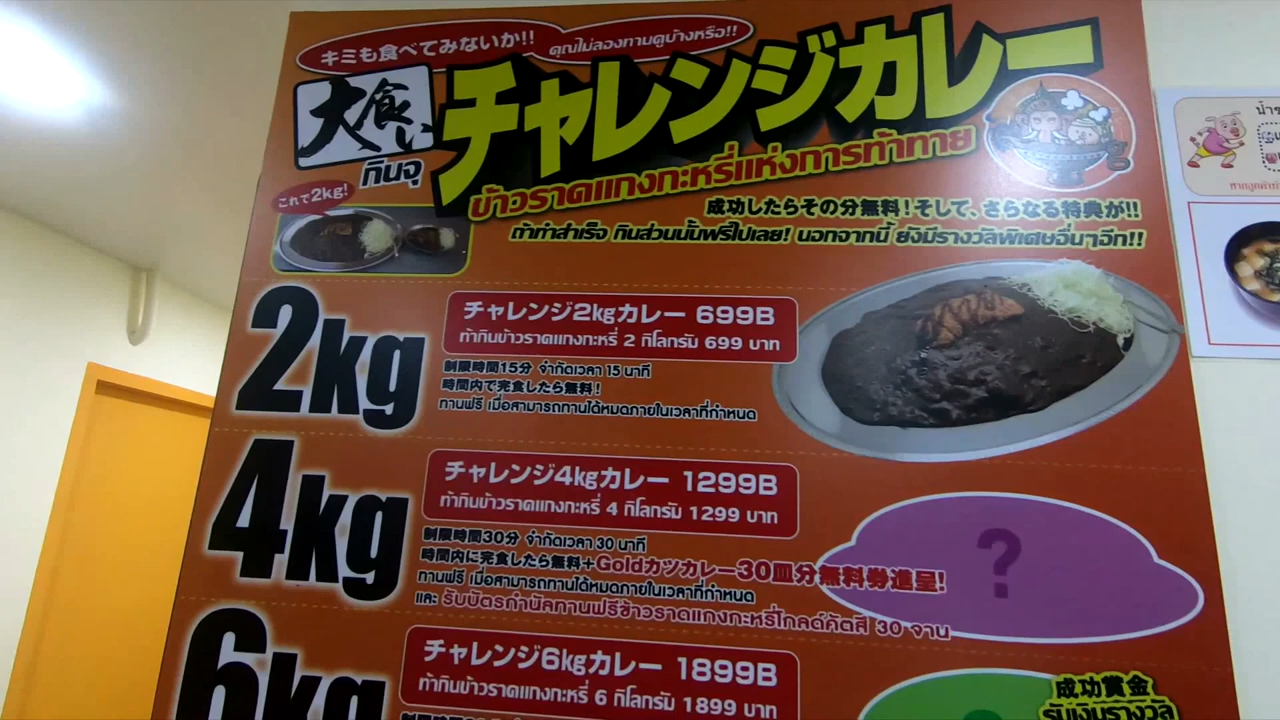 キミも食べてみないか!! คุณไม่ลองทานดูบ้างหรือ!!
大食い チャレンジカレー
กินจุ ข้าวราดแกงกะหรี่แห่งการท้าทาย
これで2kg!
成功したらその分無料!そして、さらなる特典が!!
ถ้าทำสำเร็จ กินส่วนนั้นฟรีไปเลย! นอกจากนี้ ยังมีรางวัลพิเศษอื่นๆอีก!!
2kg
チャレンジ2kgカレー 699B
ท้ากินข้าวราดแกงกะหรี่ 2 กิโลกรัม 699 บาท
制限時間15分 จำกัดเวลา 15 นาที
時間内で完食したら無料!
ทานฟรี เมื่อสามารถทานได้หมดภายในเวลาที่กำหนด
4kg
チャレンジ4kgカレー 1299B
ท้ากินข้าวราดแกงกะหรี่ 4 กิโลกรัม 1299 บาท
制限時間30分 จำกัดเวลา 30 นาที
時間内に完食したら無料+Goldカツカレー30皿分無料券進呈!
ทานฟรี เมื่อสามารถทานได้หมดภายในเวลาที่กำหนด
และ รับบัตรกำนัลทานฟรีข้าวราดแกงกะหรี่โกลด์คัตสึ 30 จาน
?
6kg
チャレンジ6kgカレー 1899B
ท้ากินข้าวราดแกงกะหรี่ 6 กิโลกรัม 1899 บาท
成功賞金
รับเงินรางวัล